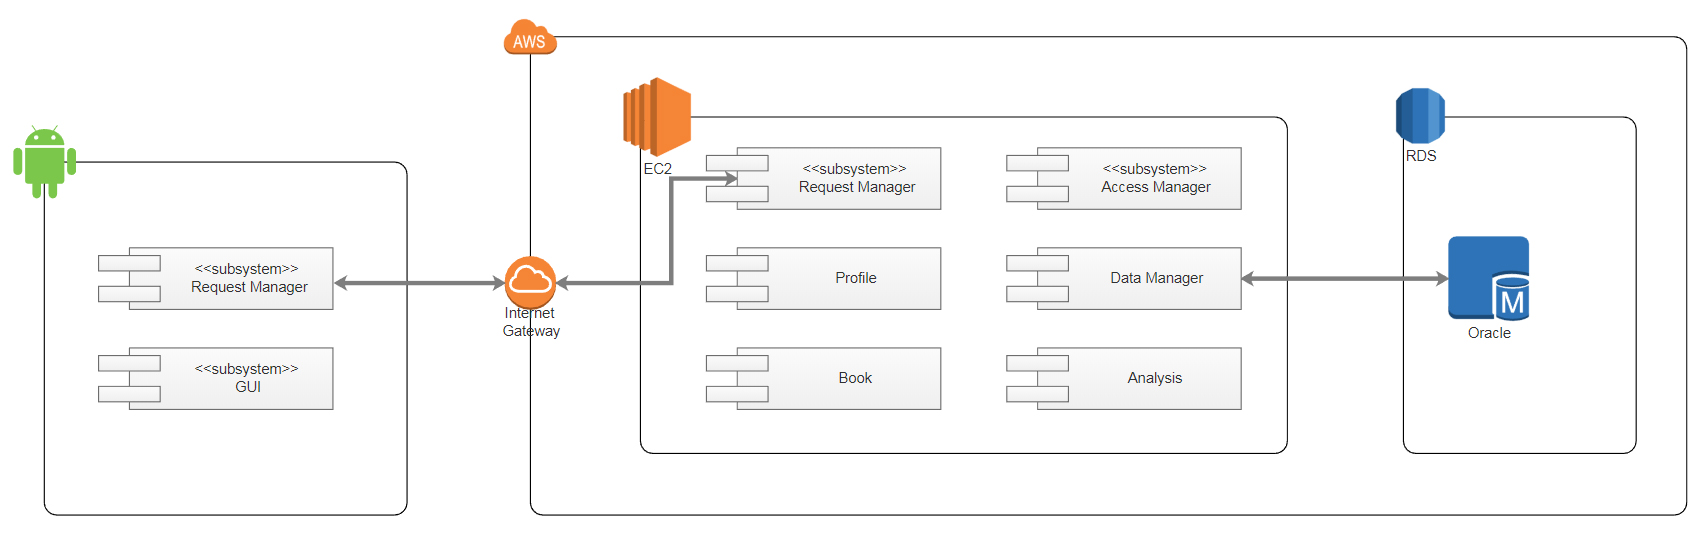 AWS
EC2
<<subsystem>>
Request Manager
<<subsystem>>
Access Manager
RDS
<<subsystem>>
Request Manager
Profile
Data Manager
Internet
Gateway
M
Oracle
<<subsystem>>
GUI
Book
Analysis